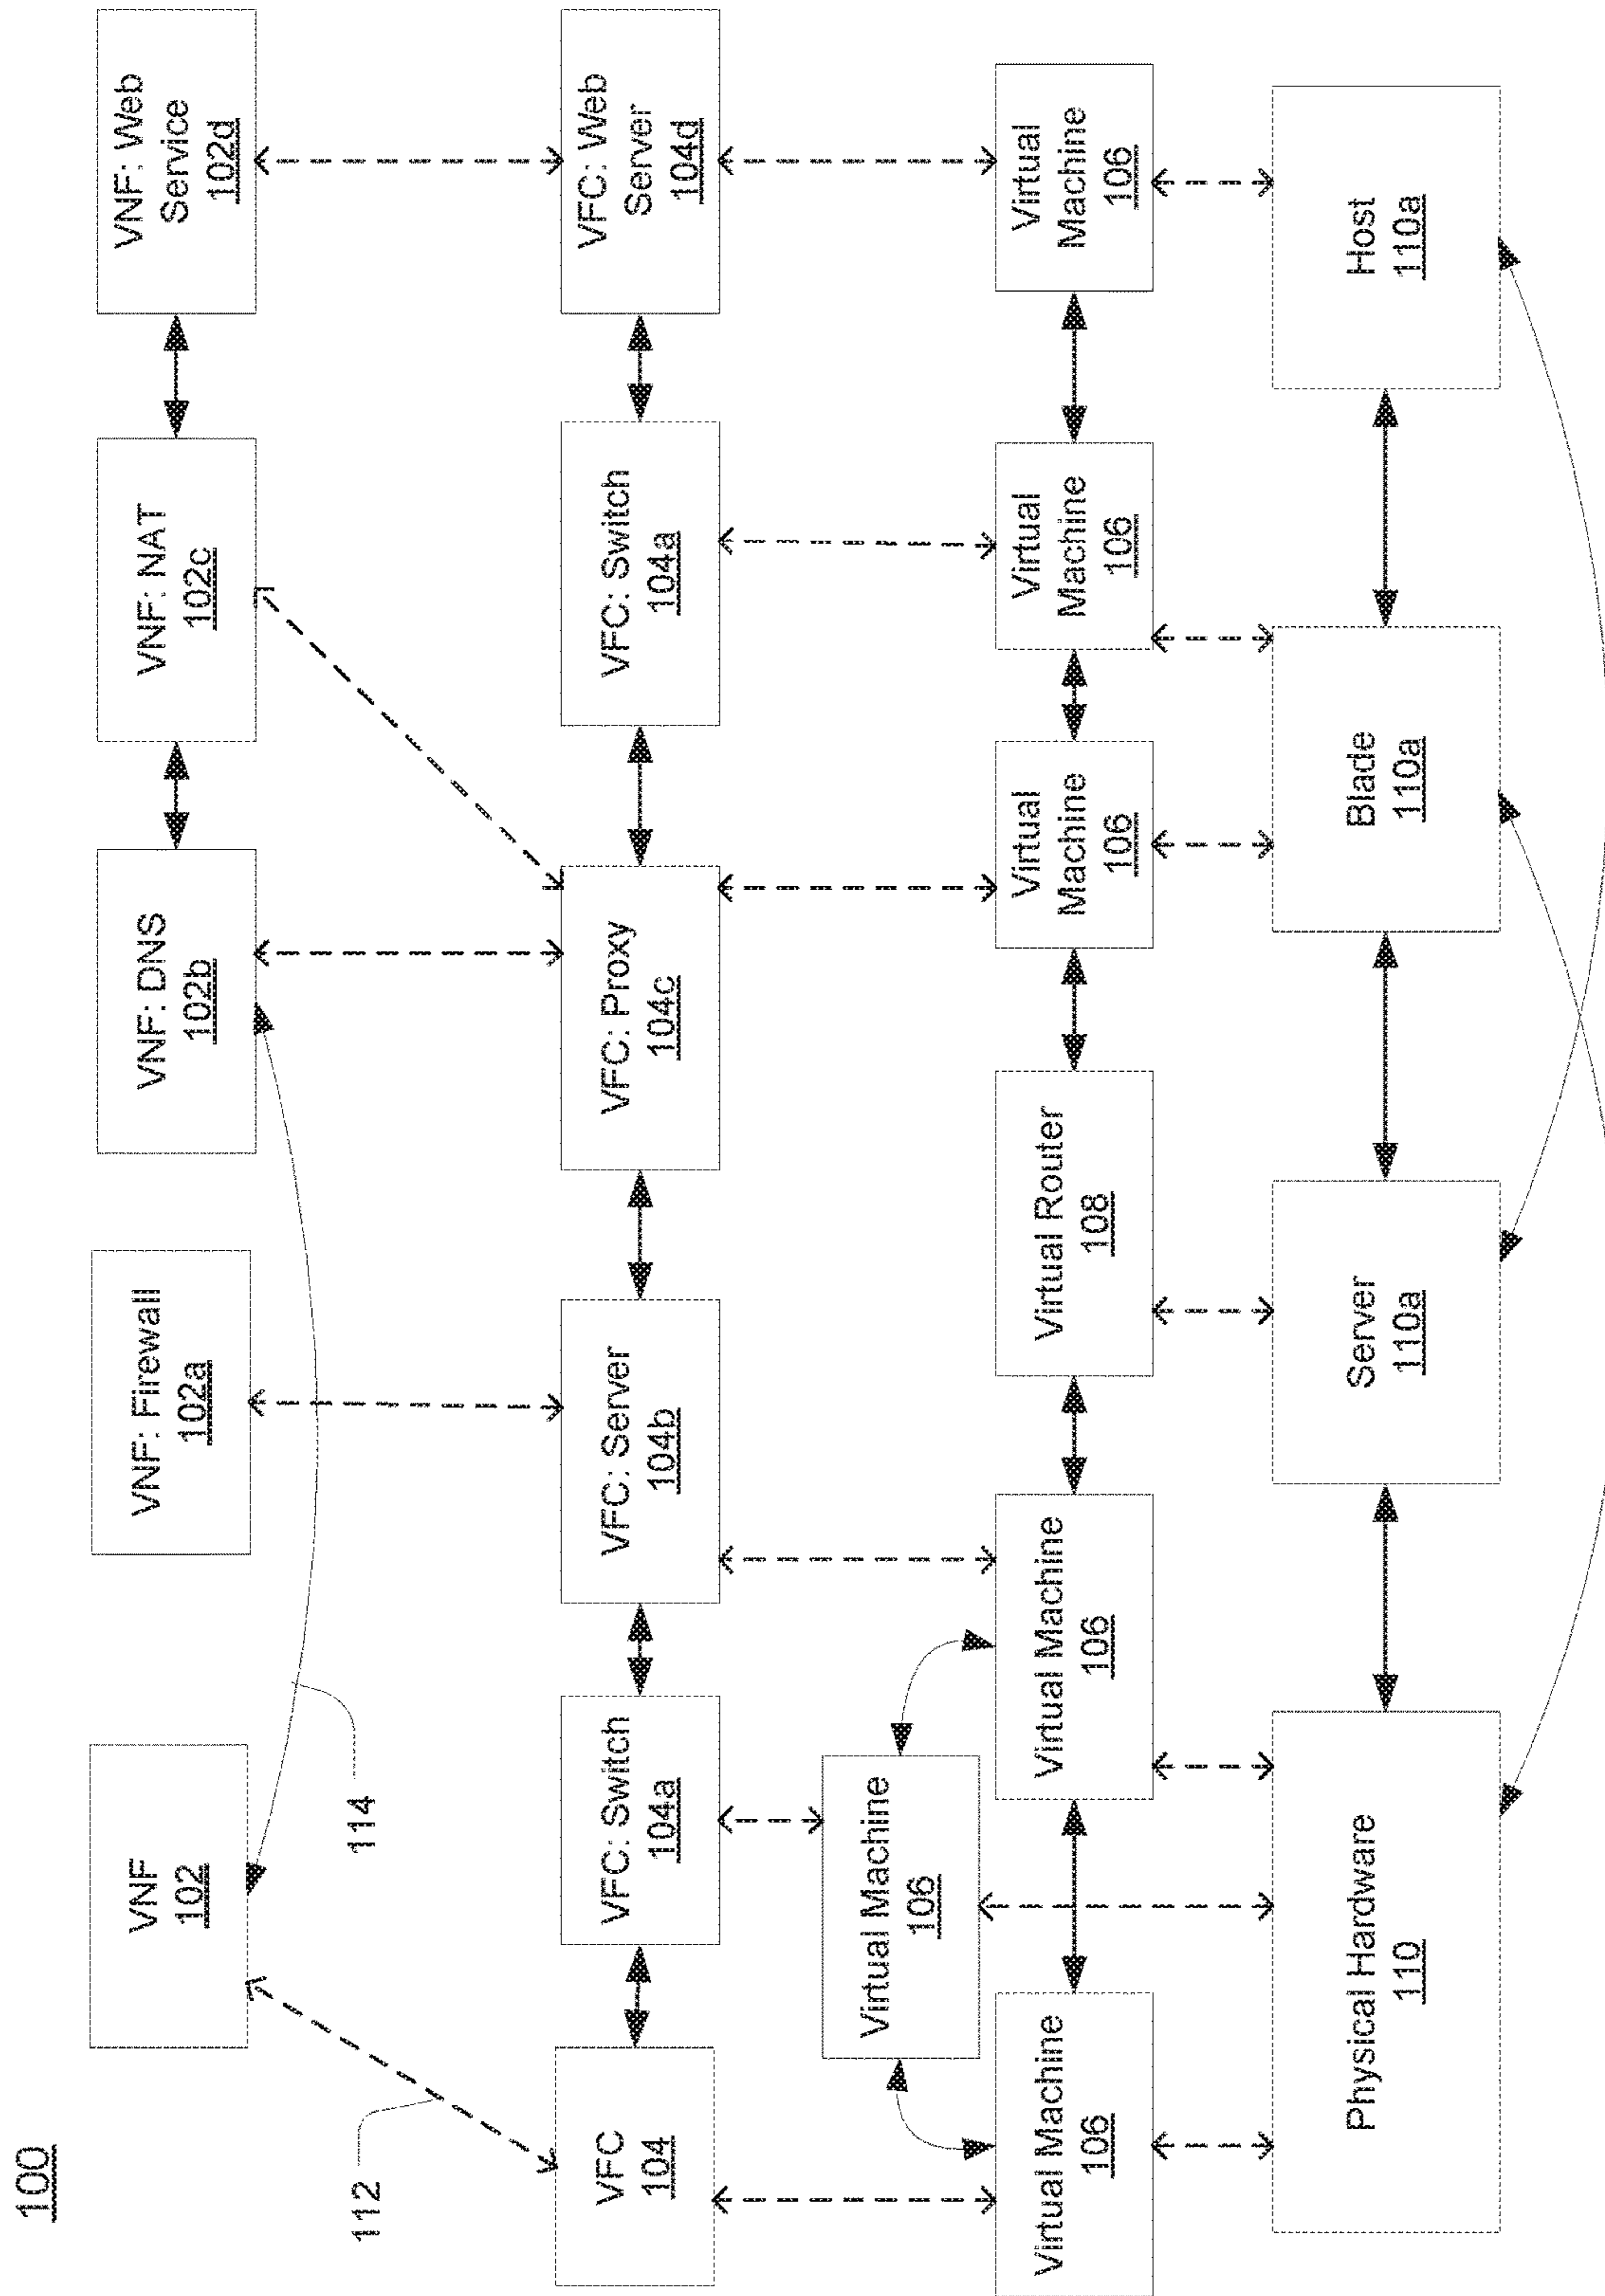 100
VNF
102
VNF: Firewall
102a
VNF: DNS
102b
VNF: NAT
102c
VNF: Web
Service
102d
112
114
VFC
104
VFC: Switch
104a
VFC: Server
104b
VFC: Proxy
104c
VFC: Switch
104a
VFC: Web
Server
104d
Virtual Machine
106
Virtual Machine
106
Virtual Machine
106
Virtual Router
108
Virtual
Machine
106
Virtual
Machine
106
Virtual
Machine
106
Physical Hardware
110
Server
110a
Blade
110a
Host
110a